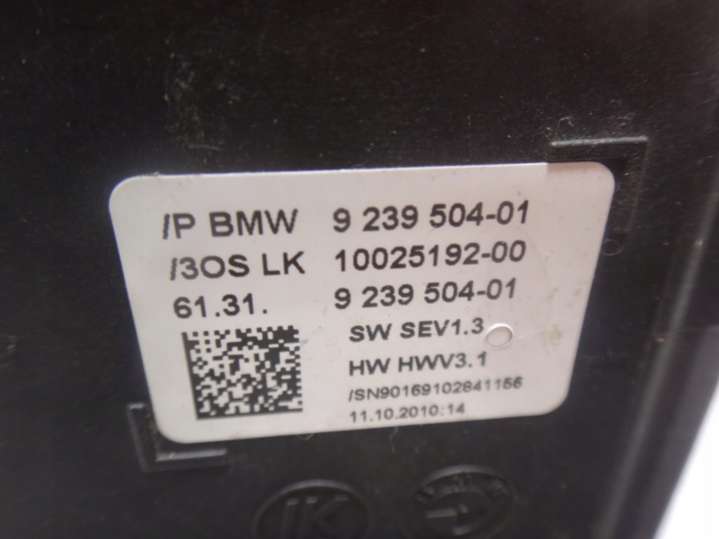 /P BMW 9 239 504-01
/3OS LK 10025192-00
61.31. 9 239 504-01
SW SEV1.3
HW HWV3.1
/SN90169102841156
11.10.2010:14